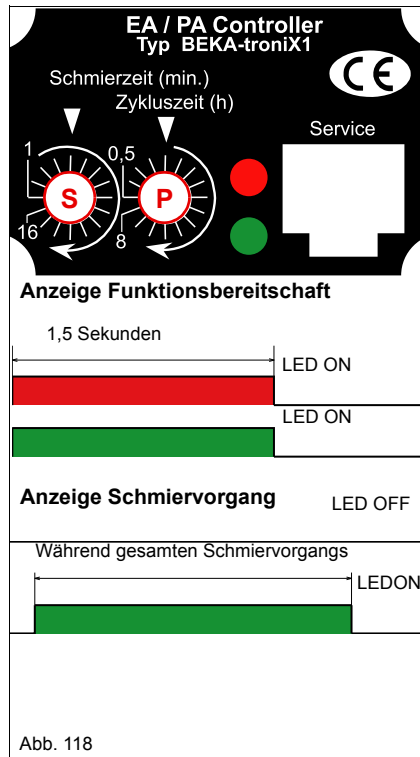 EA / PA Controller
Typ BEKA-troniX1
CE
Schmierzeit (min.)
Zykluszeit (h)
Service
1
0,5
S
P
16
8
Anzeige Funktionsbereitschaft
1,5 Sekunden
LED ON
LED ON
Anzeige Schmiervorgang
LED OFF
Während gesamten Schmiervorgangs
LEDON
Abb. 118